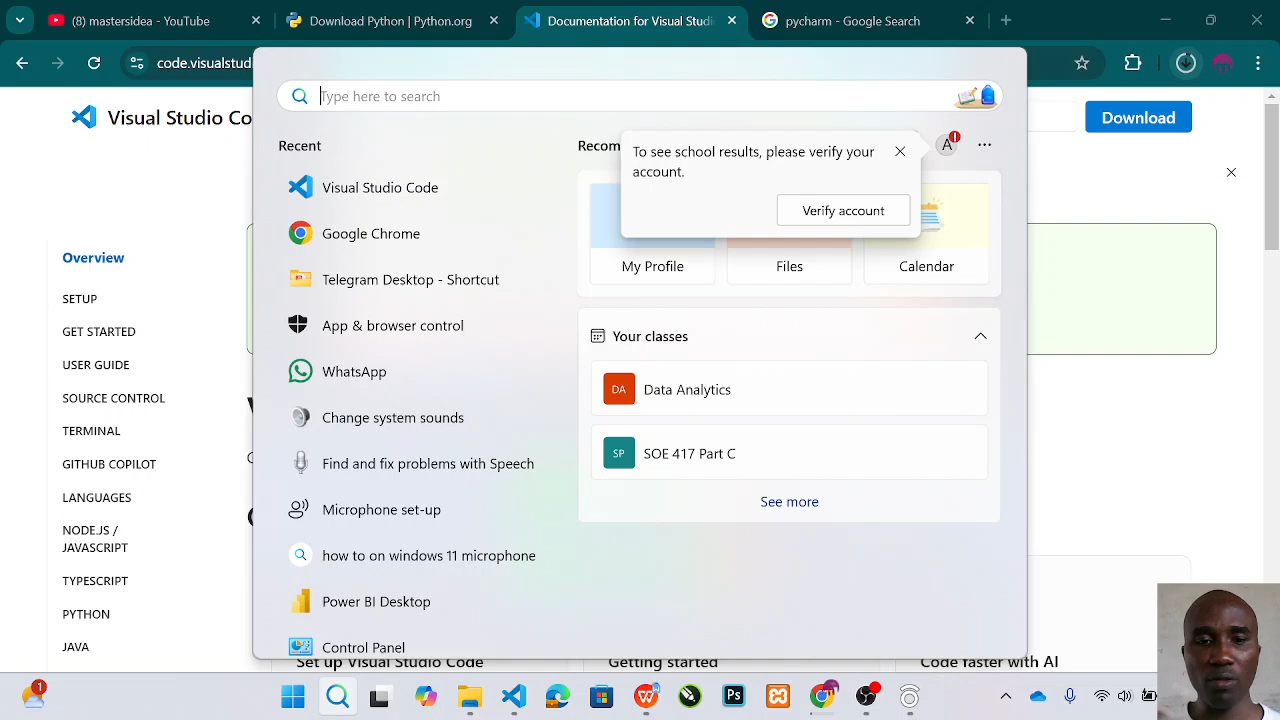 (8) mastersidea - YouTube
Download Python | Python.org
Documentation for Visual Studi
pycharm - Google Search
code.visualstud
Visual Studio Co
Download
Type here to search
Recent
Recom
To see school results, please verify your
account.
Verify account
A
Visual Studio Code
Google Chrome
Telegram Desktop - Shortcut
App & browser control
WhatsApp
Change system sounds
Find and fix problems with Speech
Microphone set-up
how to on windows 11 microphone
Power BI Desktop
Control Panel
My Profile
Files
Calendar
Your classes
DA
Data Analytics
SP
SOE 417 Part C
See more
Overview
SETUP
GET STARTED
USER GUIDE
SOURCE CONTROL
TERMINAL
GITHUB COPILOT
LANGUAGES
NODE.JS /
JAVASCRIPT
TYPESCRIPT
PYTHON
JAVA
Set up Visual Studio Code
Getting started
Code faster with AI
1
Ps